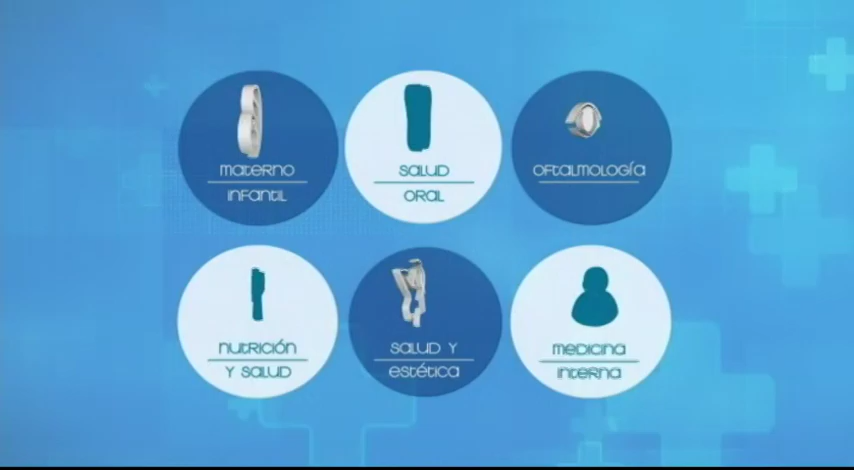 materno
infantil
salud
oral
oftalmología
nutrición
y salud
salud y
estética
medicina
interna